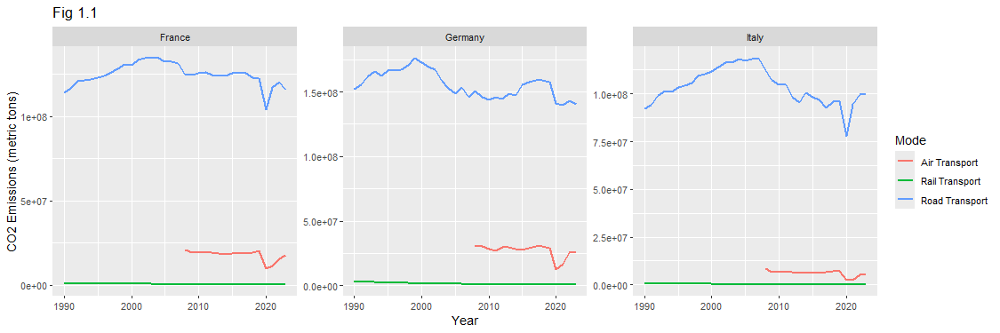 Fig 1.1
France
Germany
Italy
CO2 Emissions (metric tons)
1e+08
5e+07
0e+00
1990
2000
2010
2020
1.5e+08
1.0e+08
5.0e+07
0.0e+00
1990
2000
2010
2020
1.0e+08
7.5e+07
5.0e+07
2.5e+07
0.0e+00
1990
2000
2010
2020
Year
Mode
Air Transport
Rail Transport
Road Transport